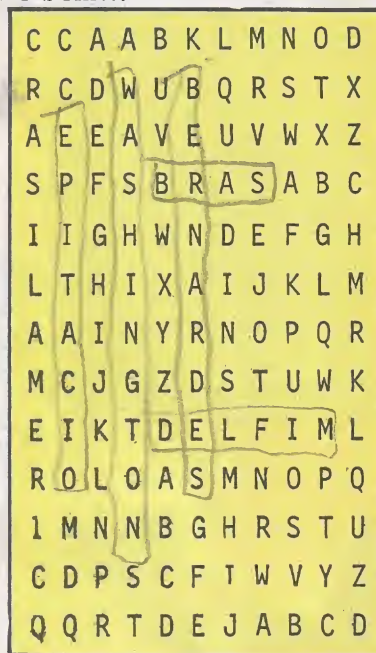 C C A A B K L M N O D
R C D W U B Q R S T X
A E E A V E U V W X Z
S P F S B R A S A B C
I I G H W N D E F G H
L T H I X A I J K L M
A A I N Y R N O P Q R
M C J G Z D S T U W K
E I K T D E L F I M L
R O L O A S M N O P Q
1 M N N B G H R S T U
C D P S C F I W V Y Z
Q Q R T D E J A B C D